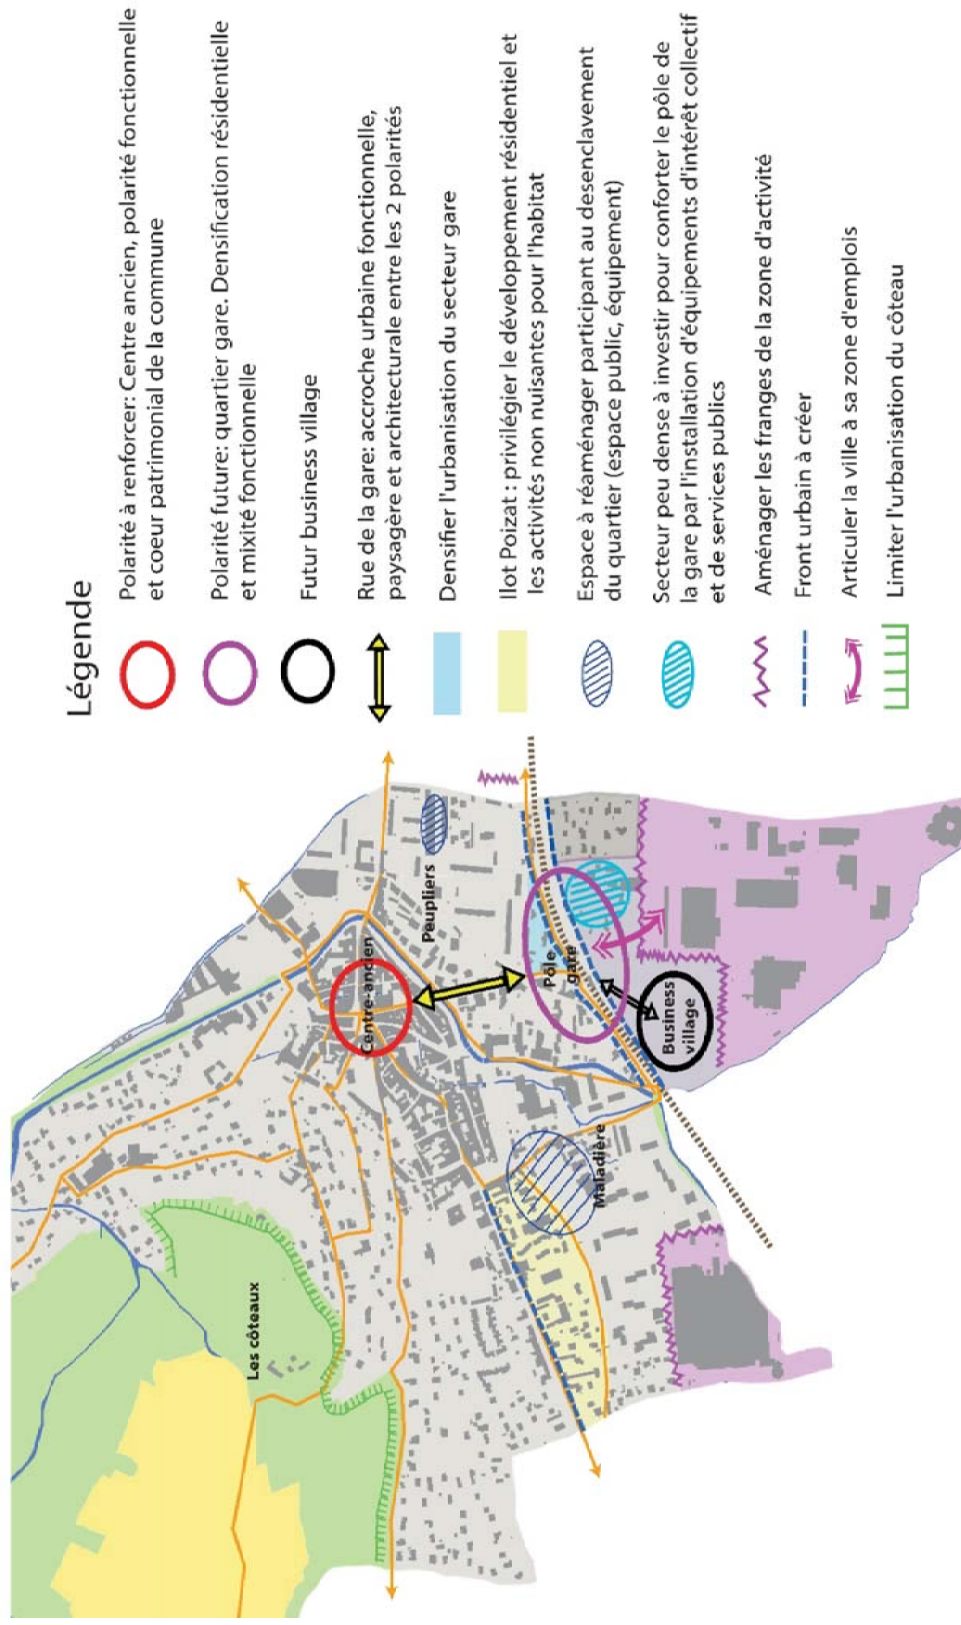 Légende
Polarité à renforcer: Centre ancien, polarité fonctionnelle
et coeur patrimonial de la commune
Polarité future: quartier gare. Densification résidentielle
et mixité fonctionnelle
Futur business village
Rue de la gare: accroche urbaine fonctionnelle,
paysagère et architecturale entre les 2 polarités
Densifier l'urbanisation du secteur gare
Ilot Poizat : privilégier le développement résidentiel et
les activités non nuisantes pour l'habitat
Espace à réaménager participant au desenclavement
du quartier (espace public, équipement)
Secteur peu dense à investir pour conforter le pôle de
la gare par l'installation d'équipements d'intérêt collectif
et de services publics
Aménager les franges de la zone d'activité
Front urbain à créer
Articuler la ville à sa zone d'emplois
Limiter l'urbanisation du côteau
Les côteaux
Centre-ancien
Peupliers
Pôle
gare
Maladière
Business
village